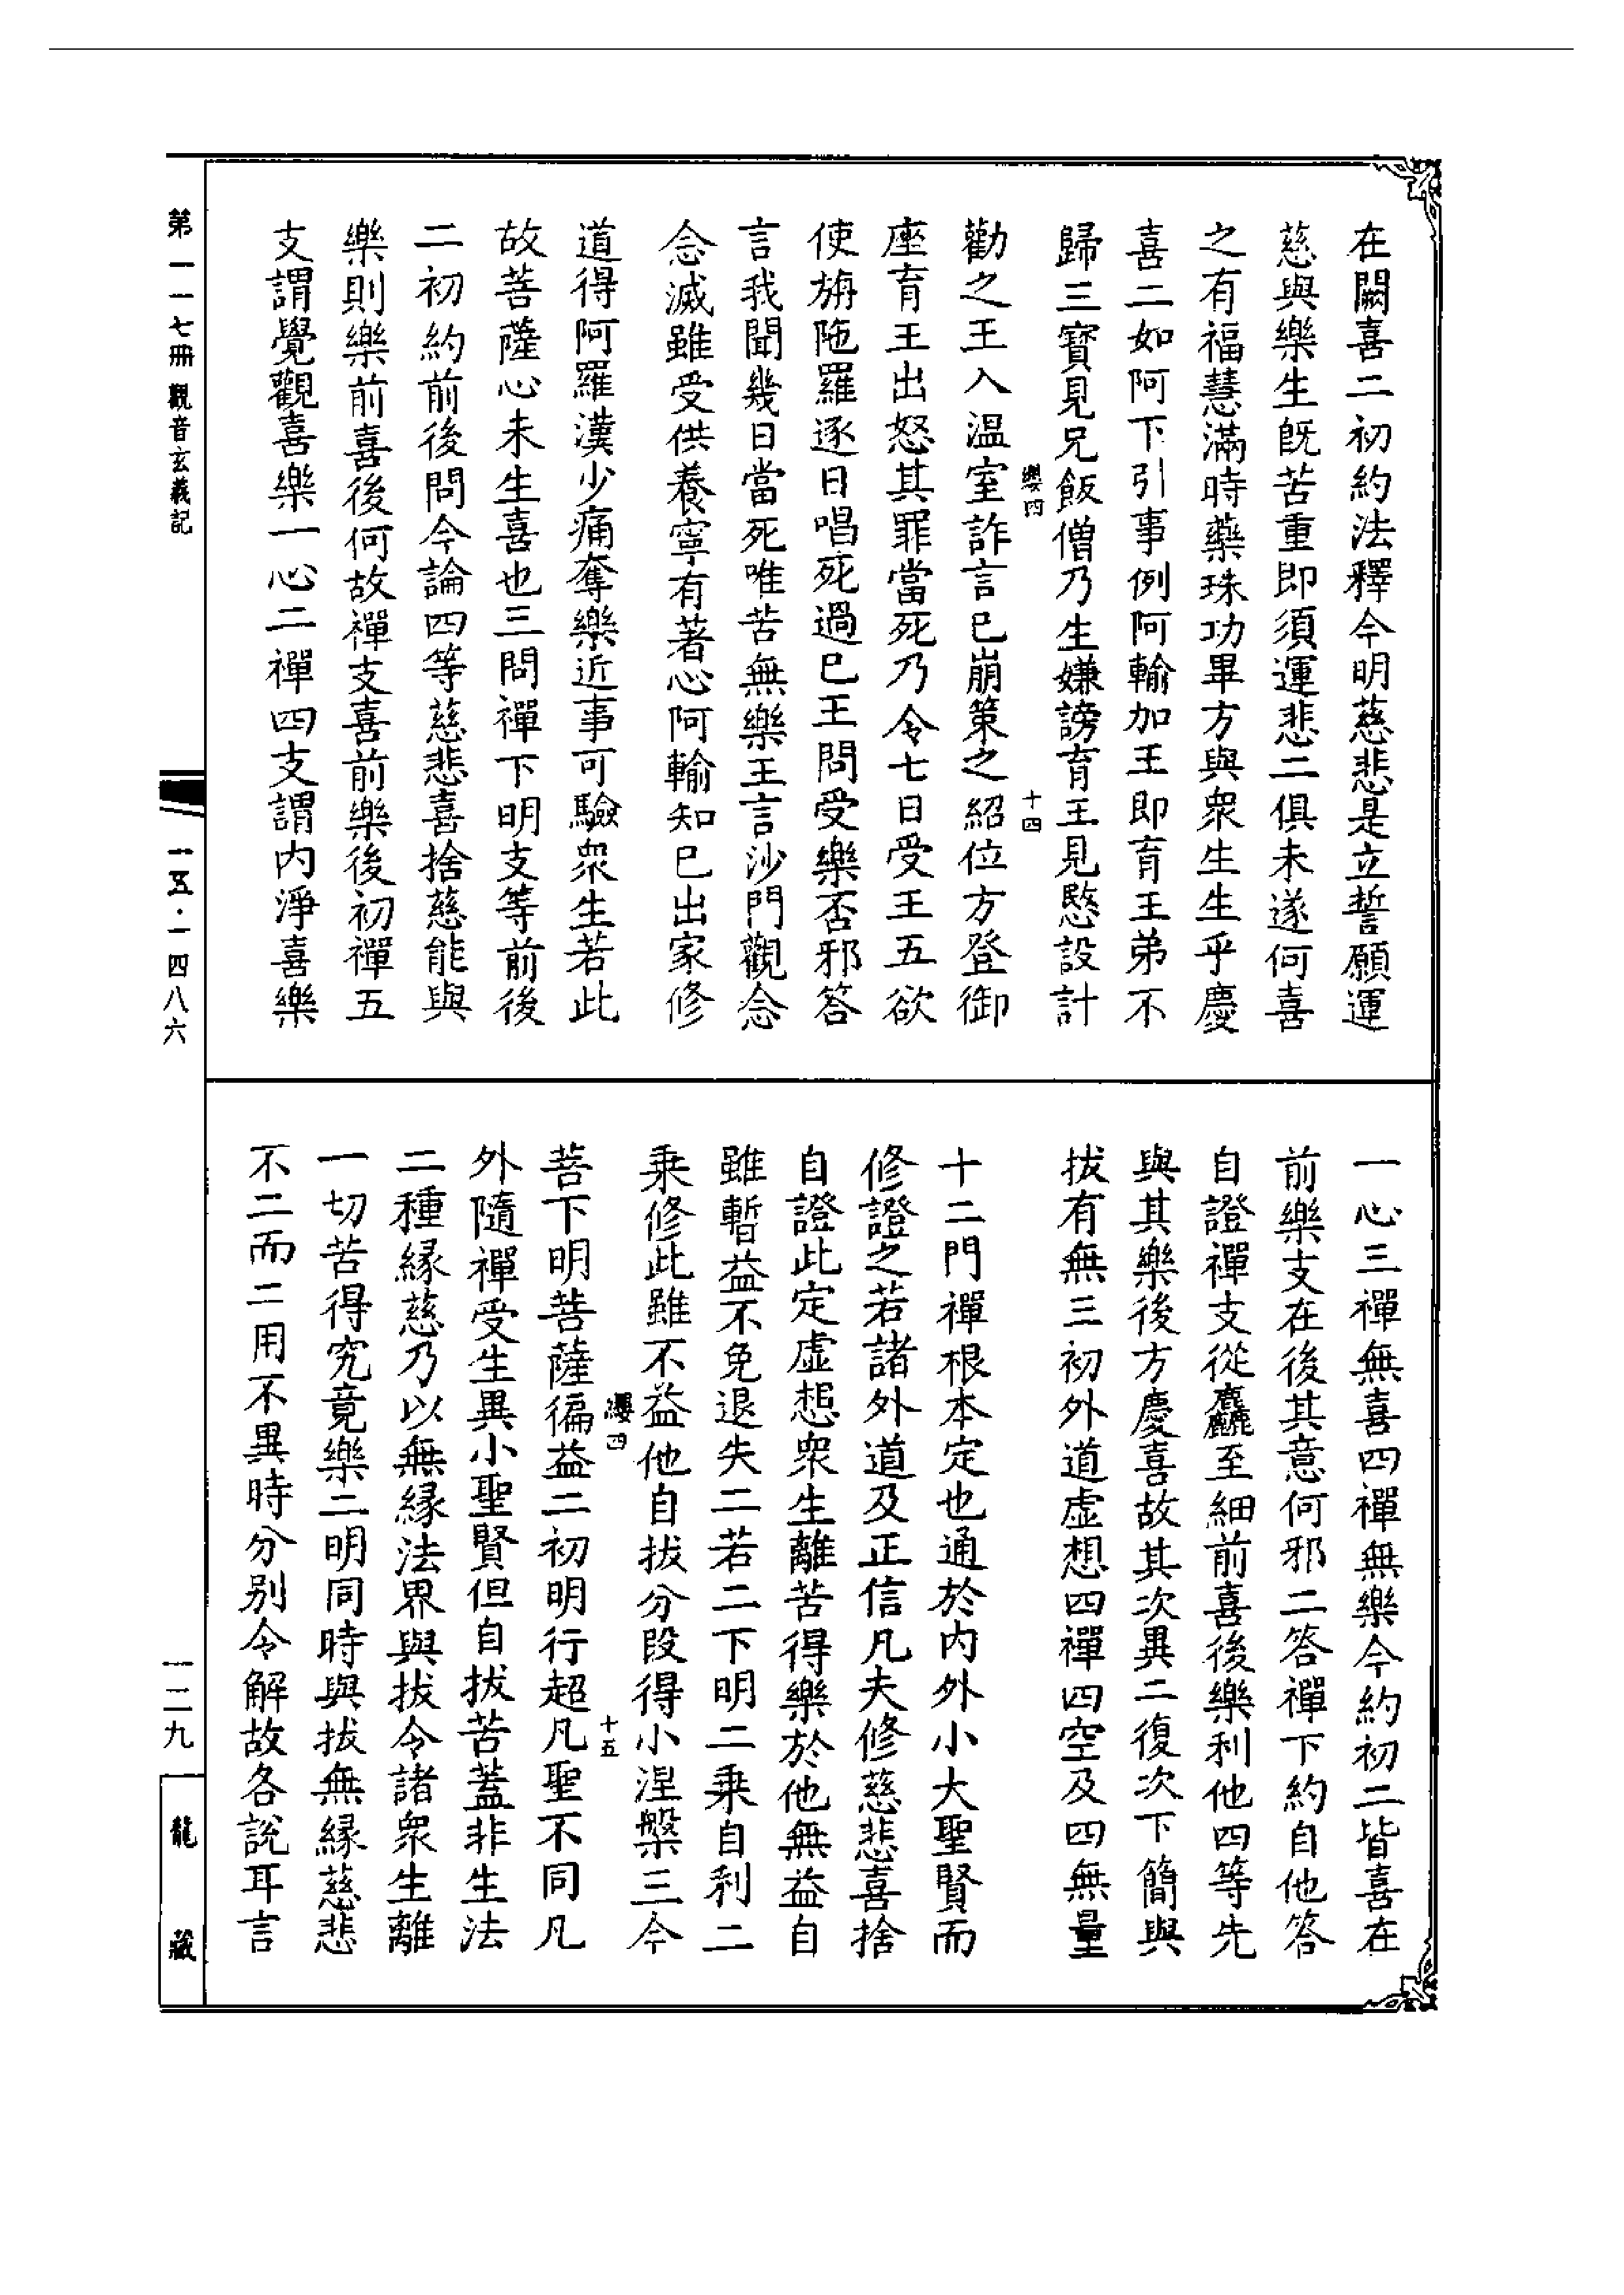 在闕喜二初約法釋今明慈悲是立誓願運
慈與樂生旣苦重即須運悲二俱未遂何喜
之有福慧滿時藥珠功畢方與衆生生乎慶
喜二如阿下引事例阿輸加王即育王弟不
歸三寶見兄飯僧乃生嫌謗育王見愍設計
纓四
十四
勸之王入溫室詐言已崩策之紹位方登御
座育王出怒其罪當死乃令七日受王五欲
使旃陁羅逐日唱死過已王問受樂否邪答
言我聞幾日當死唯苦無樂王言沙門觀念
念滅雖受供養寧有著心阿輸知已出家修
道得阿羅漢少痛奪樂近事可驗衆生若此
故菩薩心未生喜也三問禪下明支等前後
二初約前後問今論四等慈悲喜捨慈能與
樂則樂前喜後何故禪支喜前樂後初禪五
支謂覺觀喜樂一心二禪四支謂內淨喜樂
一心三禪無喜四禪無樂今約初二皆喜在
前樂支在後其意何邪二答禪下約自他答
自證禪支從麤至細前喜後樂利他四等先
與其樂後方慶喜故其次異二復次下簡與
拔有無三初外道虛想四禪四空及四無量
十二門禪根本定也通於內外小大聖賢而
修證之若諸外道及正信凡夫修慈悲喜捨
自證此定虛想衆生離苦得樂於他無益自
雖暫益不免退失二若二下明二乘自利二
乘修此雖不益他自拔分段得小涅槃三今
纓四
十五
菩下明菩薩徧益二初明行超凡聖不同凡
外隨禪受生異小聖賢但自拔苦蓋非生法
二種緣慈乃以無緣法界與拔令諸衆生離
一切苦得究竟樂二明同時與拔無緣慈悲
不二而二用不異時分別令解故各說耳言
第一一七冊 觀音玄義記
一五·一四八六
一二九
龍藏